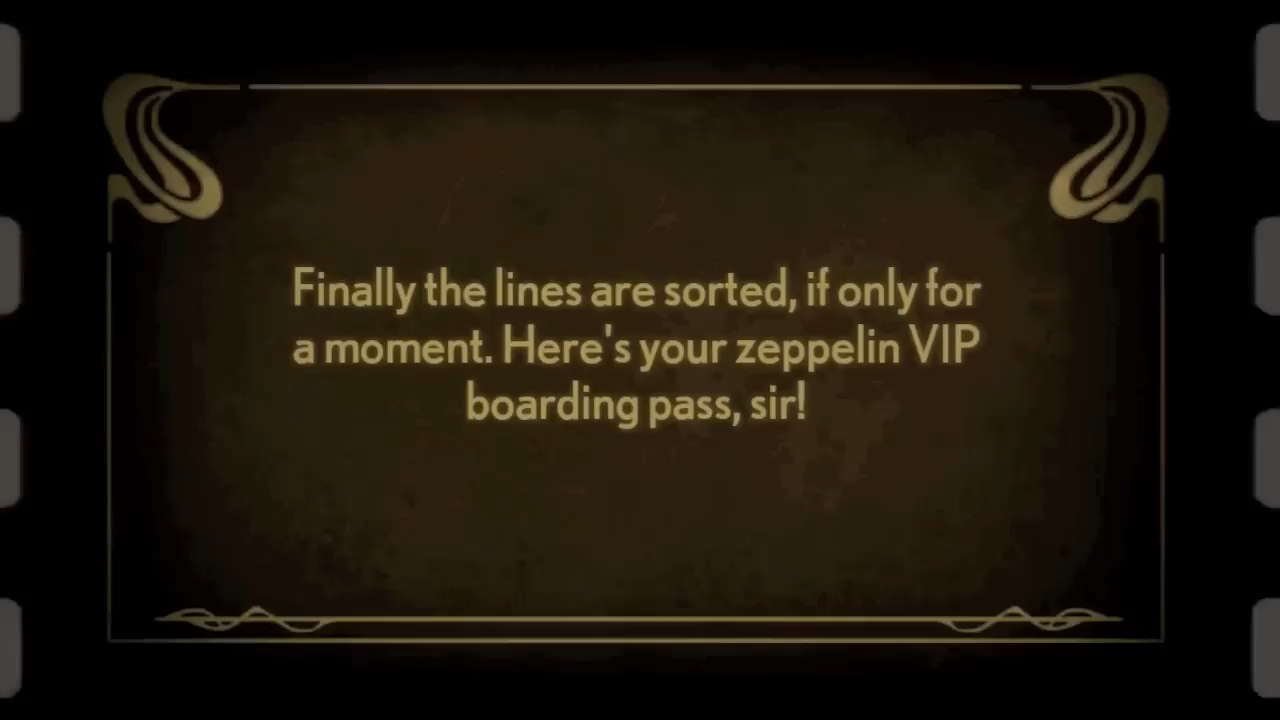 Finally the lines are sorted, if only for
a moment. Here's your zeppelin VIP
boarding pass, sir!